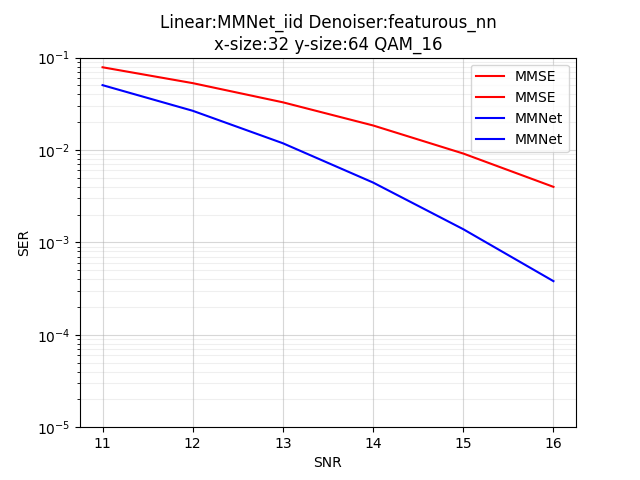 Linear:MMNet_iid Denoiser:featurous_nn
x-size:32 y-size:64 QAM_16
MMSE
MMSE
MMNet
MMNet
10⁻¹
10⁻²
10⁻³
10⁻⁴
10⁻⁵
SER
11 12 13 14 15 16
SNR